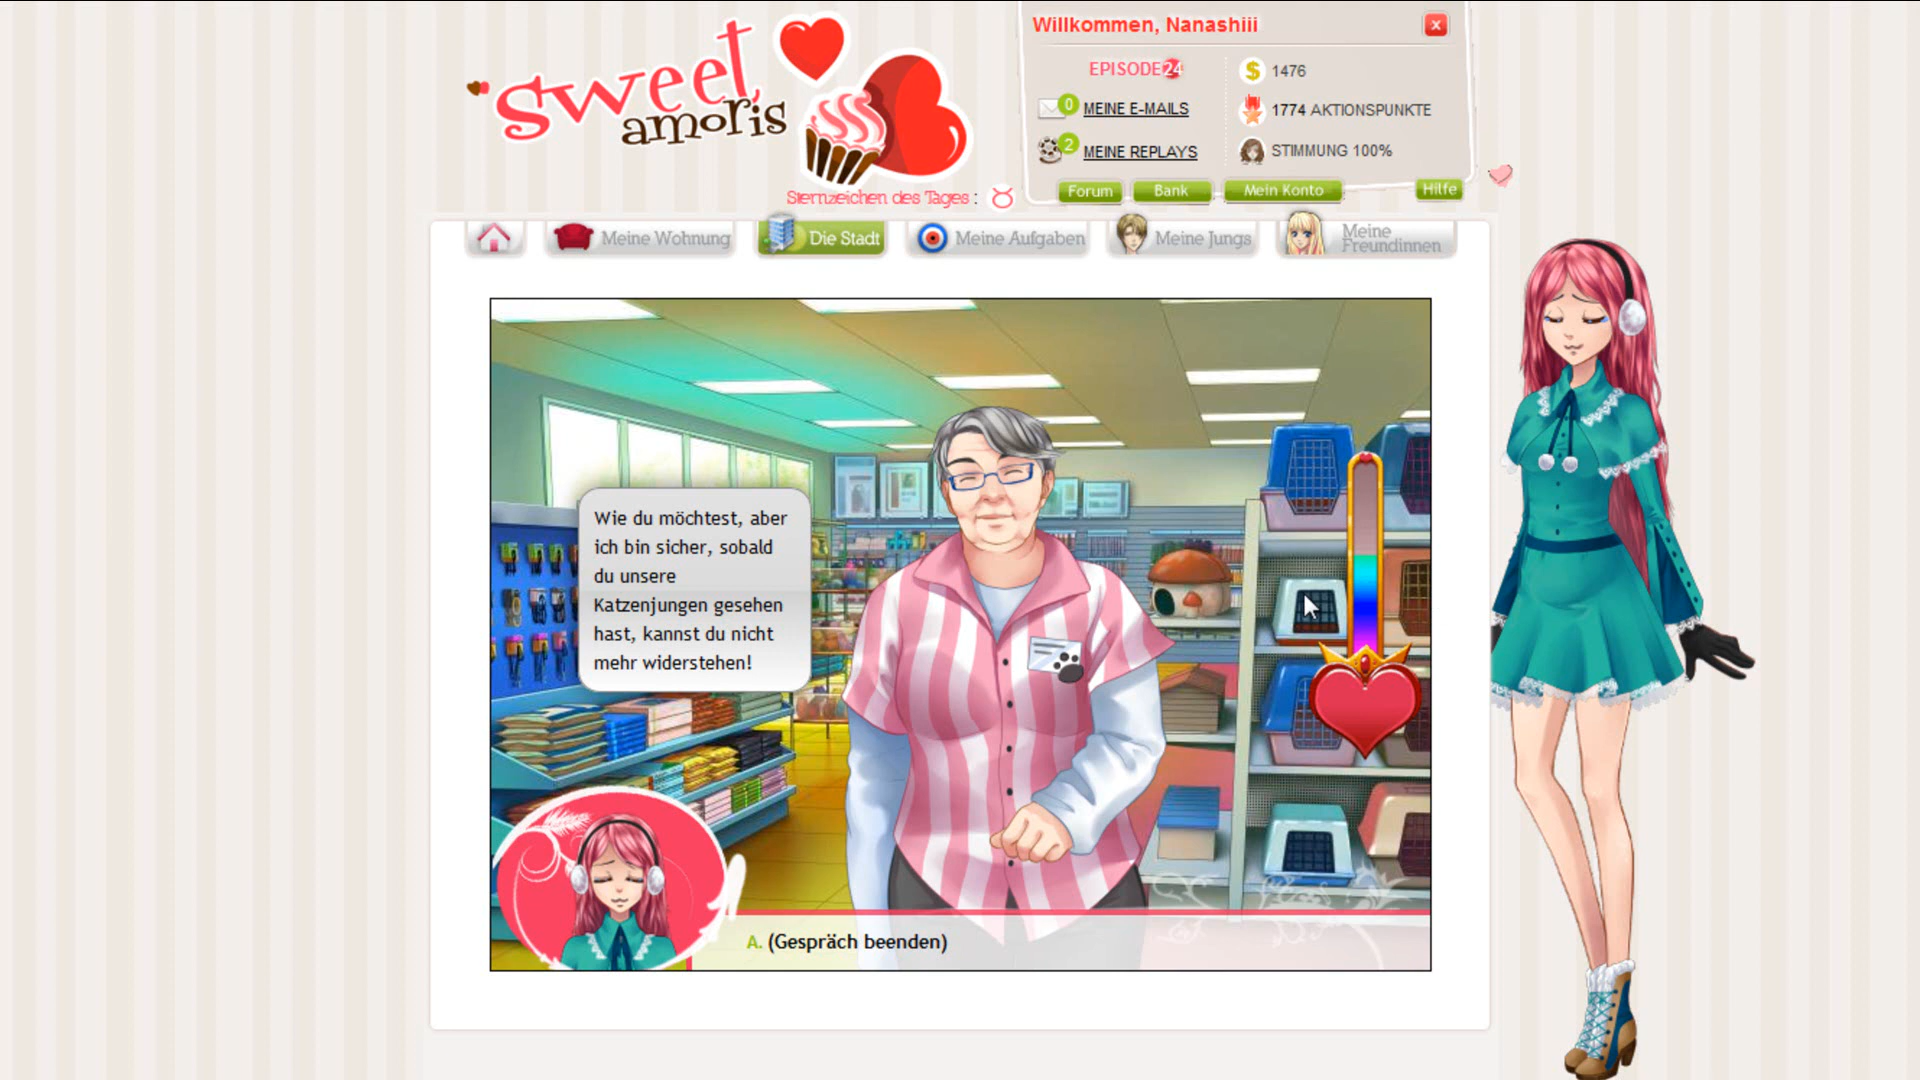 sweet
amoris
Sternzeichen des Tages :
Willkommen, Nanashiii
x
EPISODE 24
0 MEINE E-MAILS
2 MEINE REPLAYS
$ 1476
1774 AKTIONSPUNKTE
STIMMUNG 100%
Forum
Bank
Mein Konto
Hilfe
Meine Wohnung
Die Stadt
Meine Aufgaben
Meine Jungs
Meine
Freundinnen
Wie du möchtest, aber
ich bin sicher, sobald
du unsere
Katzenjungen gesehen
hast, kannst du nicht
mehr widerstehen!
A. (Gespräch beenden)